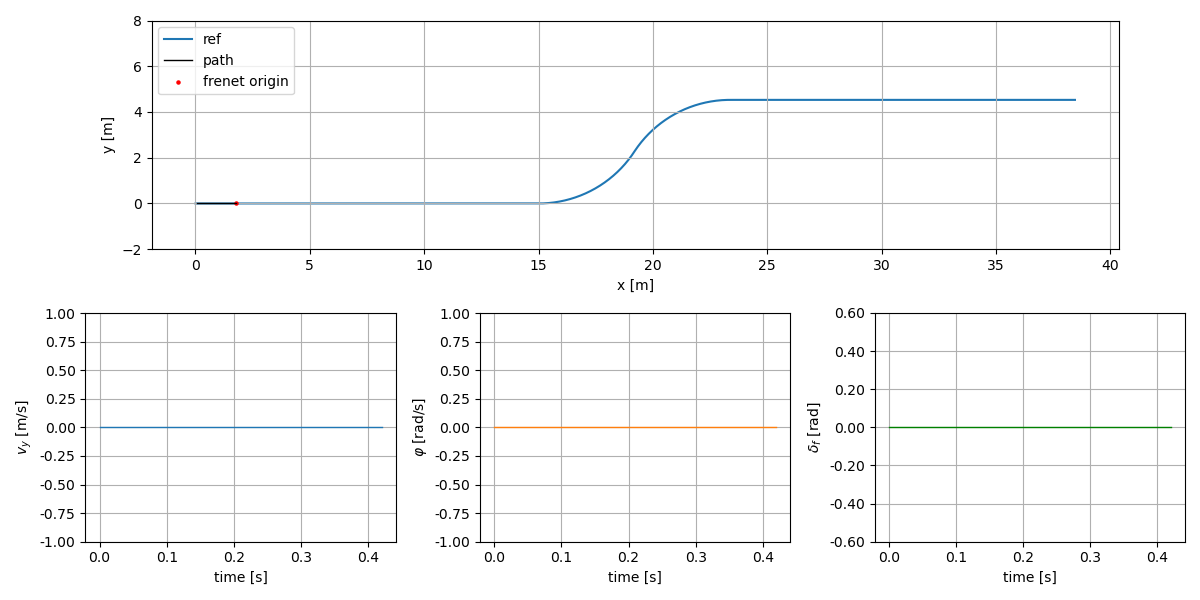 8
6
4
2
0
−2
y [m]
ref
path
frenet origin
0 5 10 15 20 25 30 35 40
x [m]
1.00
0.75
0.50
0.25
0.00
-0.25
-0.50
-0.75
-1.00
v_y [m/s]
0.0 0.1 0.2 0.3 0.4
time [s]
1.00
0.75
0.50
0.25
0.00
-0.25
-0.50
-0.75
-1.00
φ [rad/s]
0.0 0.1 0.2 0.3 0.4
time [s]
0.60
0.40
0.20
0.00
-0.20
-0.40
-0.60
δ_f [rad]
0.0 0.1 0.2 0.3 0.4
time [s]